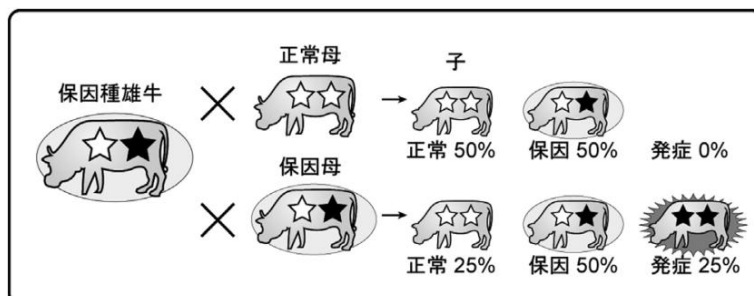 正常母
子
保因種雄牛
正常 50%
保因 50%
発症 0%
保因母
正常 25%
保因 50%
発症 25%